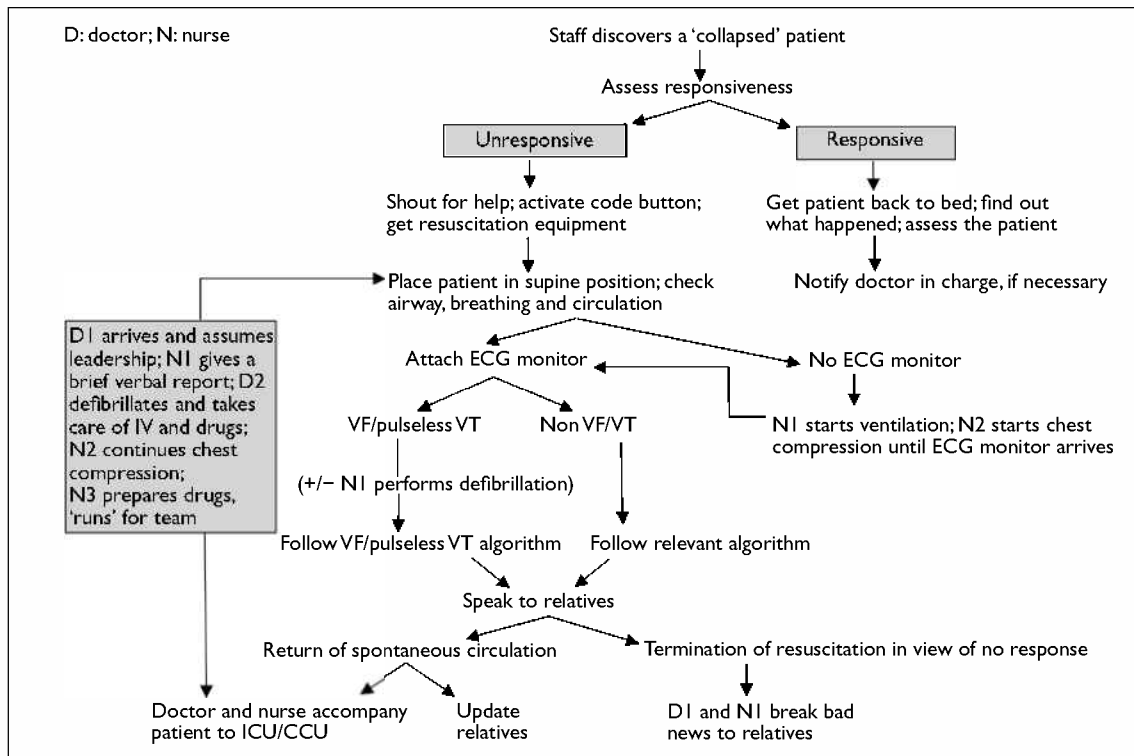 D: doctor; N: nurse
Staff discovers a ‘collapsed’ patient
Assess responsiveness
Unresponsive
Responsive
Shout for help; activate code button;
get resuscitation equipment
Get patient back to bed; find out
what happened; assess the patient
Place patient in supine position; check
airway, breathing and circulation
Notify doctor in charge, if necessary
D1 arrives and assumes
leadership; N1 gives a
brief verbal report; D2
defibrillates and takes
care of IV and drugs;
N2 continues chest
compression;
N3 prepares drugs,
‘runs’ for team
Attach ECG monitor
No ECG monitor
VF/pulseless VT
Non VF/VT
N1 starts ventilation; N2 starts chest
compression until ECG monitor arrives
(+/− N1 performs defibrillation)
Follow VF/pulseless VT algorithm
Follow relevant algorithm
Speak to relatives
Return of spontaneous circulation
Termination of resuscitation in view of no response
Doctor and nurse accompany
patient to ICU/CCU
Update
relatives
D1 and N1 break bad
news to relatives